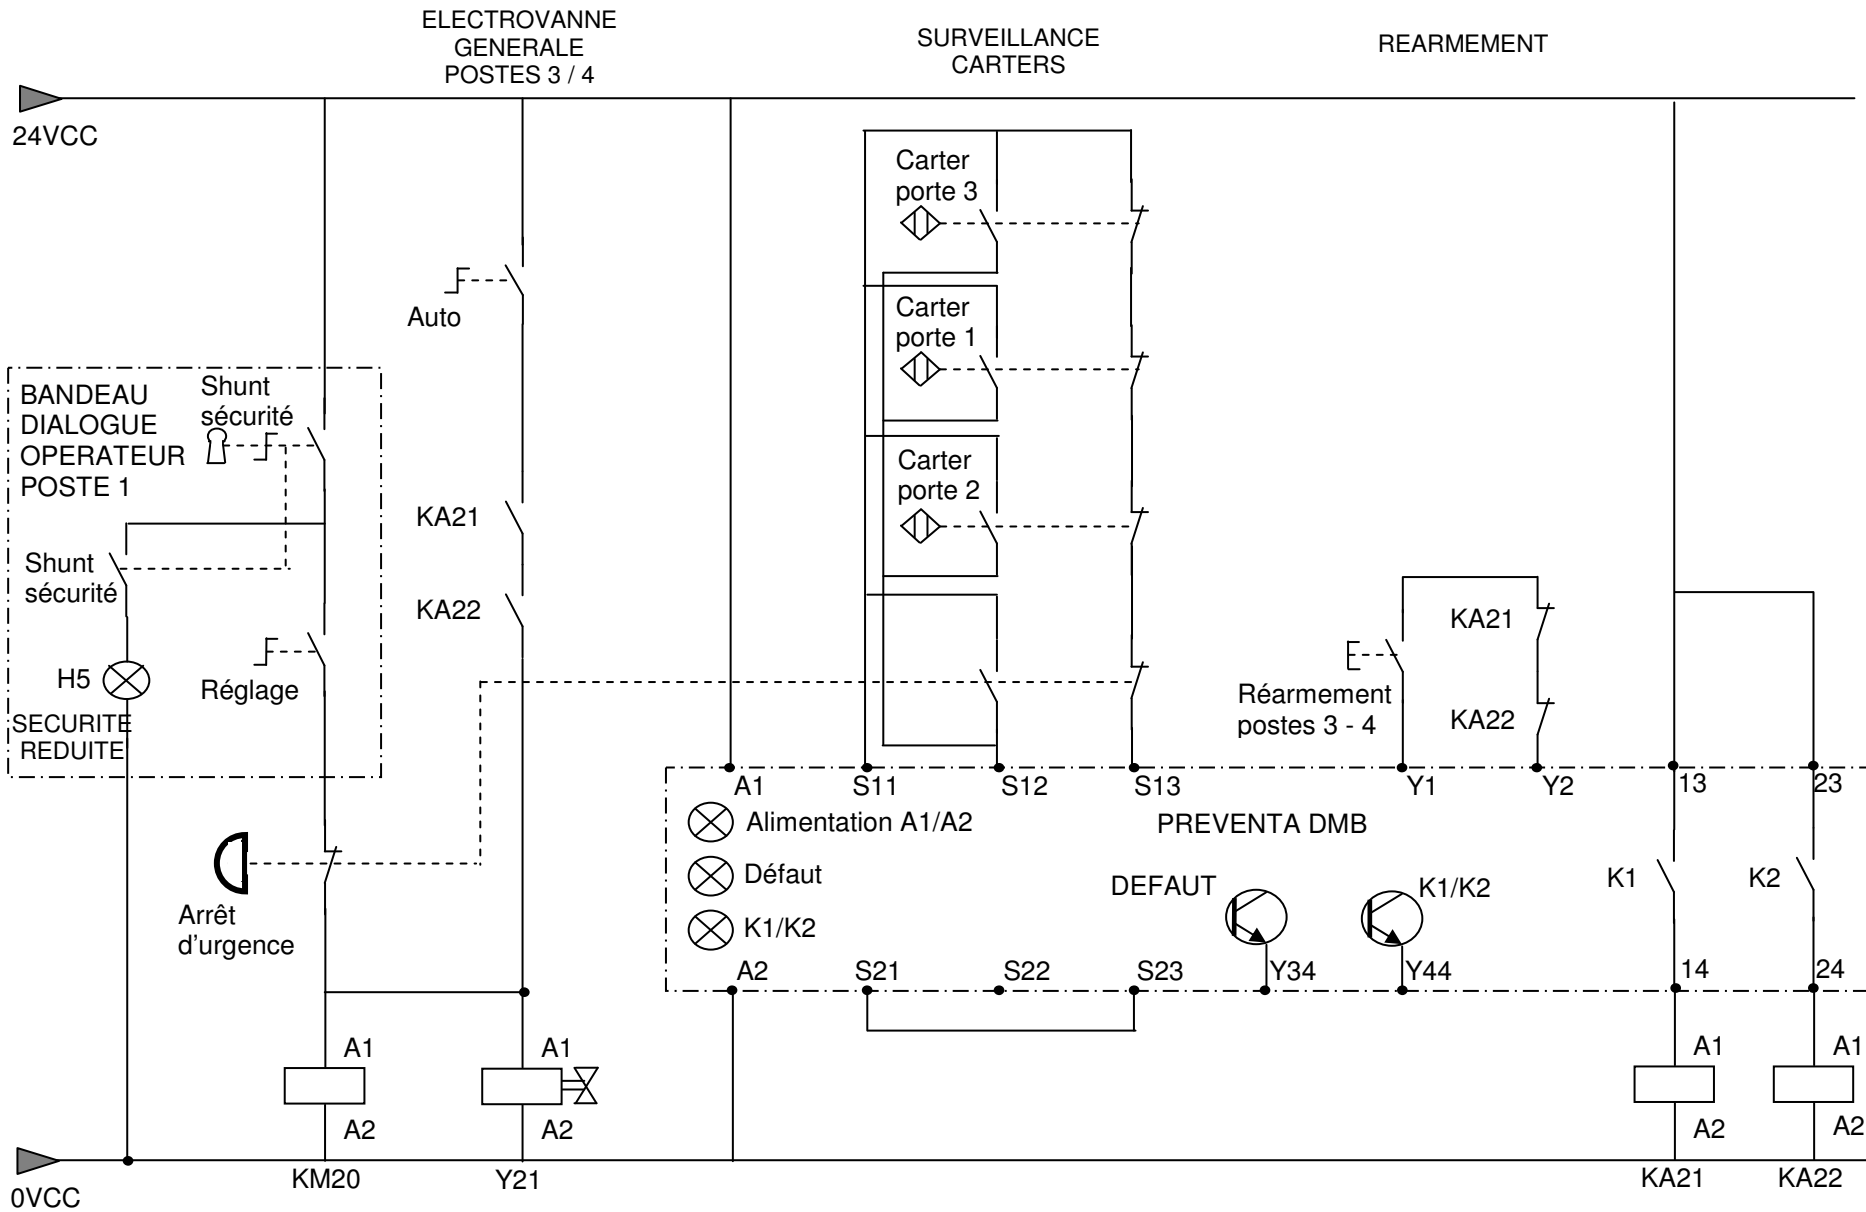 ELECTROVANNE
GENERALE
POSTES 3 / 4
SURVEILLANCE
CARTERS
REARMEMENT
24VCC
Carter
porte 3
Auto
Carter
porte 1
BANDEAU
DIALOGUE
OPERATEUR
POSTE 1
Shunt
sécurité
Carter
porte 2
KA21
Shunt
sécurité
KA22
KA21
H5
Réglage
Réarmement
postes 3 - 4
KA22
SECURITE
REDUITE
A1
S11
S12
S13
Y1
Y2
13
23
Alimentation A1/A2
PREVENTA DMB
Défaut
DEFAUT
K1/K2
K1
K2
Arrêt
d'urgence
K1/K2
A2
S21
S22
S23
Y34
Y44
14
24
A1
A1
A1
A1
A2
A2
A2
A2
KM20
Y21
KA21
KA22
0VCC